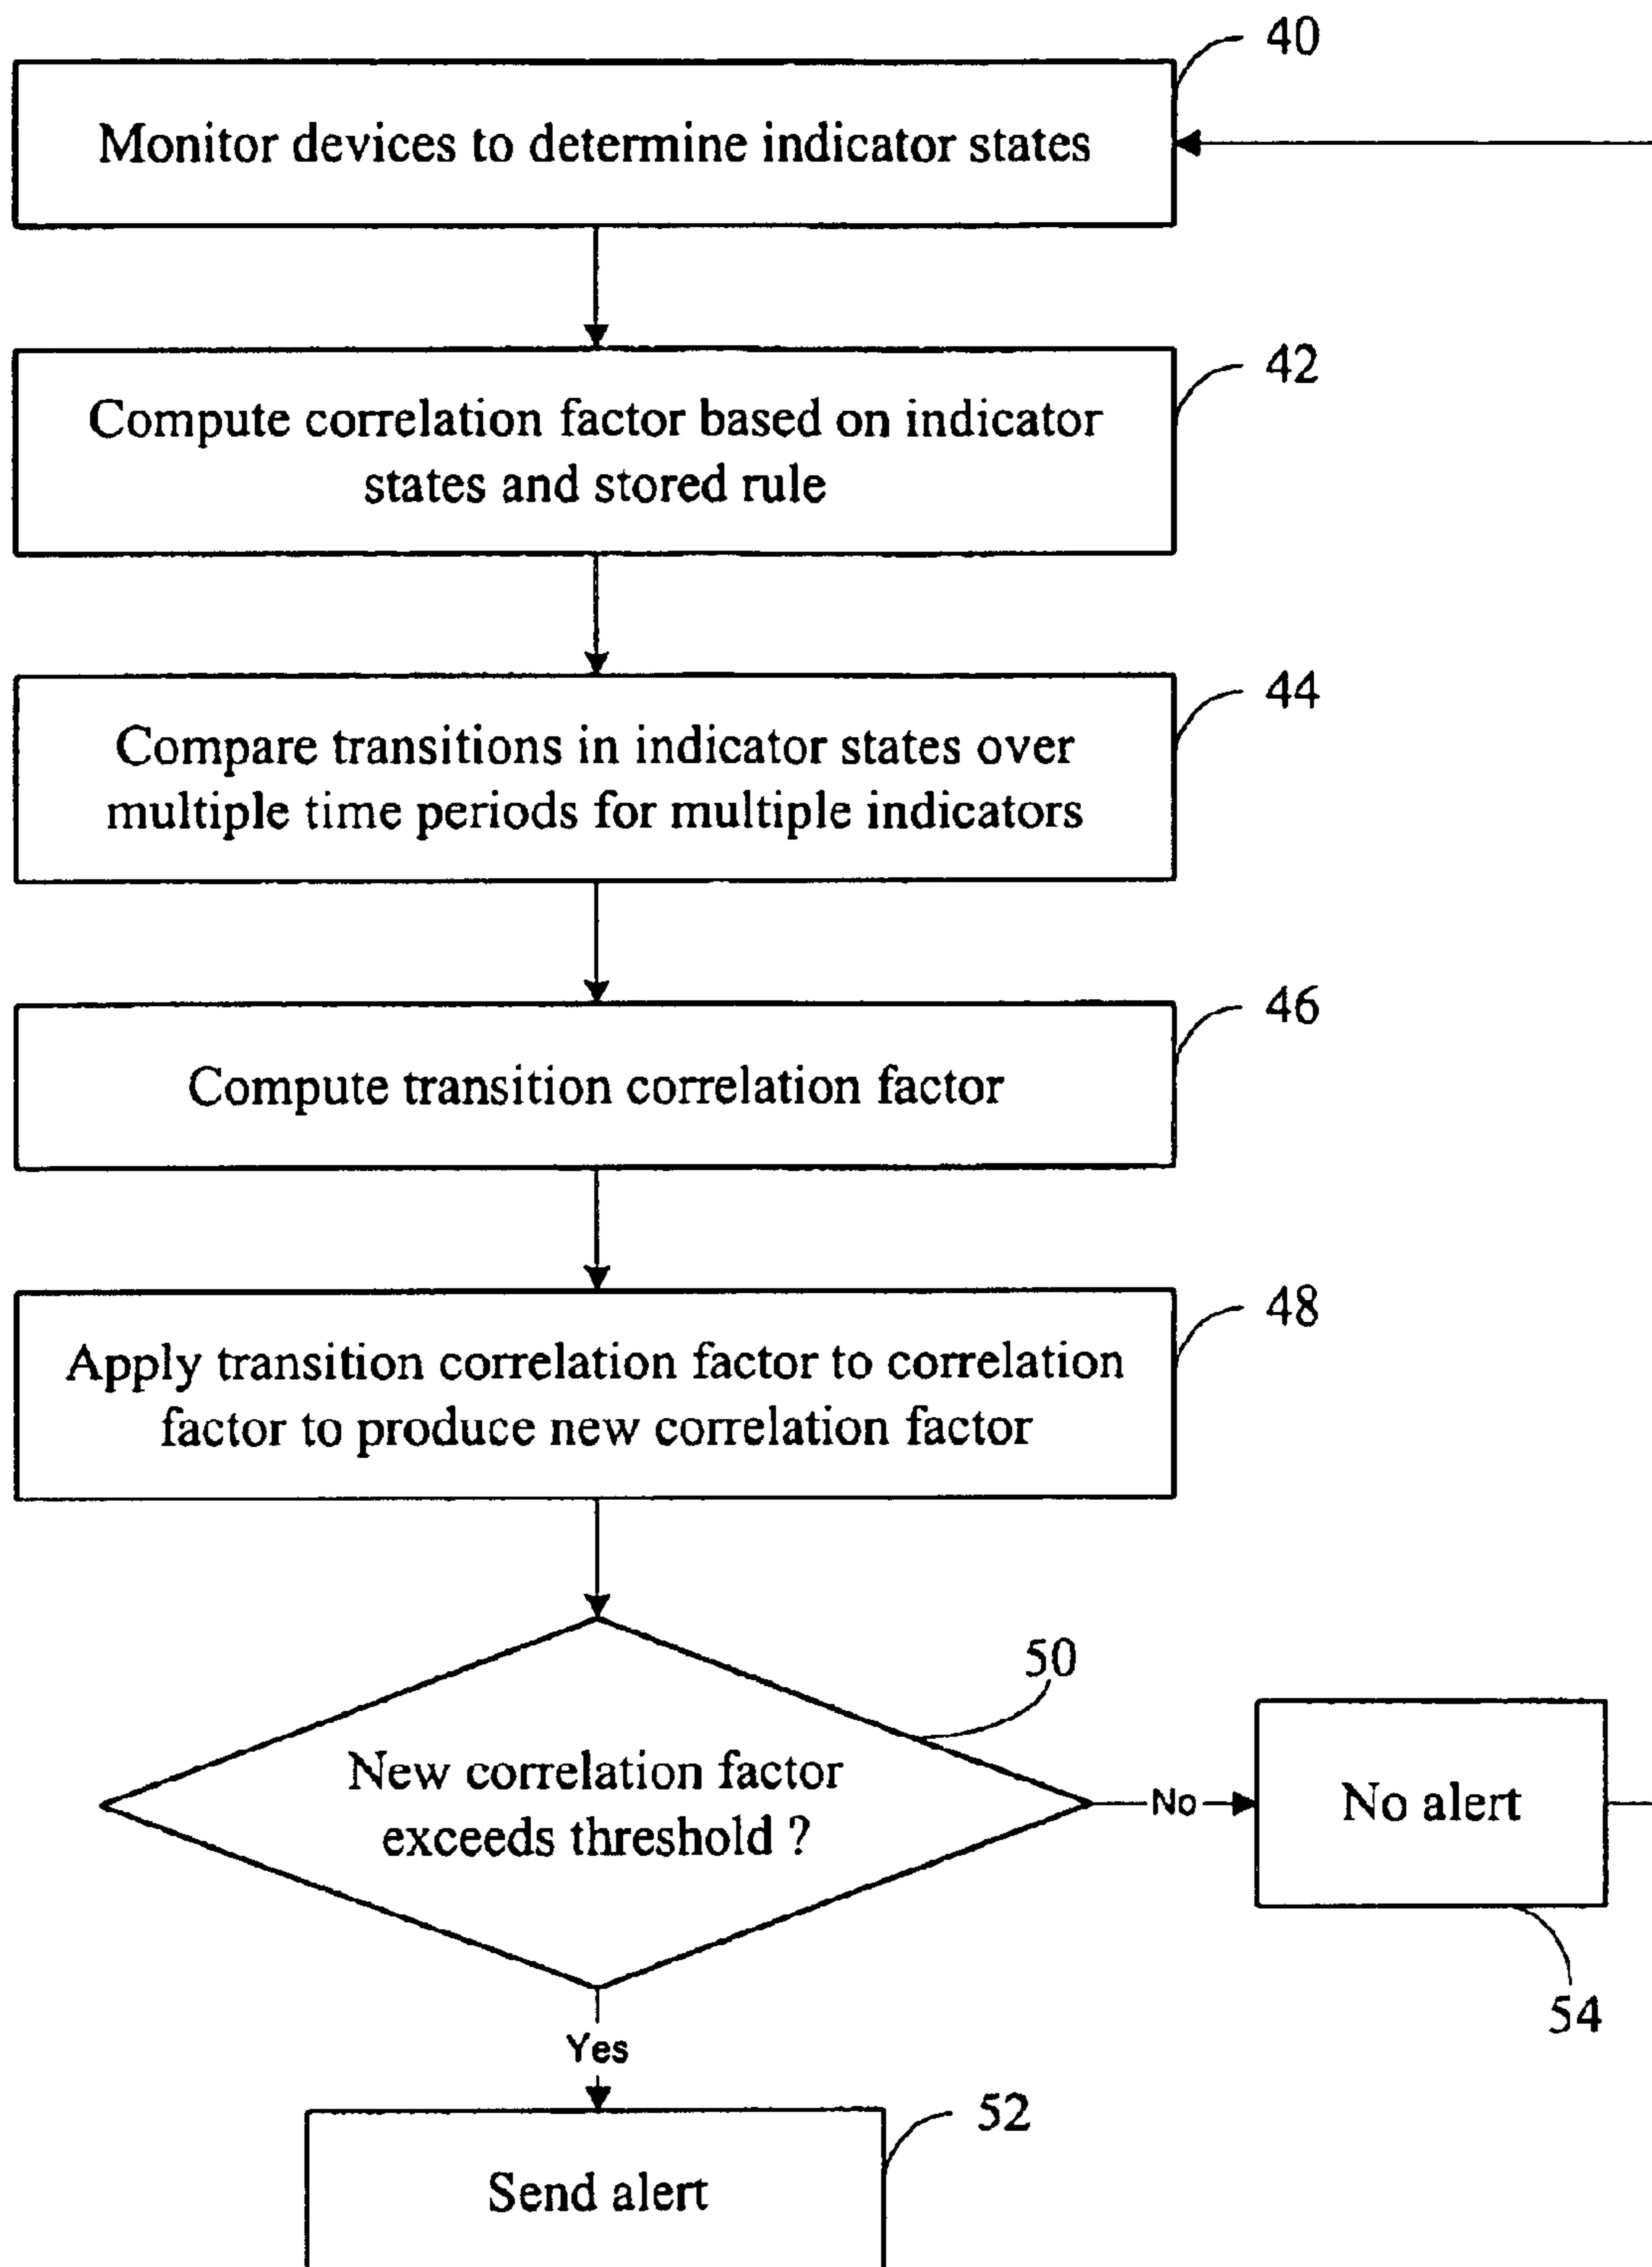 40
Monitor devices to determine indicator states
42
Compute correlation factor based on indicator
states and stored rule
44
Compare transitions in indicator states over
multiple time periods for multiple indicators
46
Compute transition correlation factor
48
Apply transition correlation factor to correlation
factor to produce new correlation factor
50
New correlation factor
exceeds threshold ?
No
No alert
54
Yes
52
Send alert